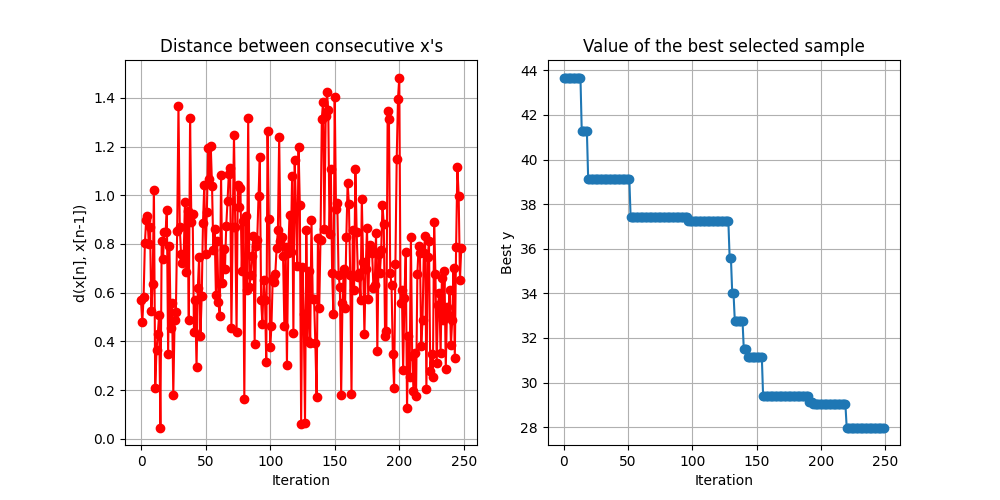 Distance between consecutive x's
d(x[n], x[n-1])
1.4
1.2
1.0
0.8
0.6
0.4
0.2
0.0
0 50 100 150 200 250
Iteration
Value of the best selected sample
Best y
44
42
40
38
36
34
32
30
28
0 50 100 150 200 250
Iteration